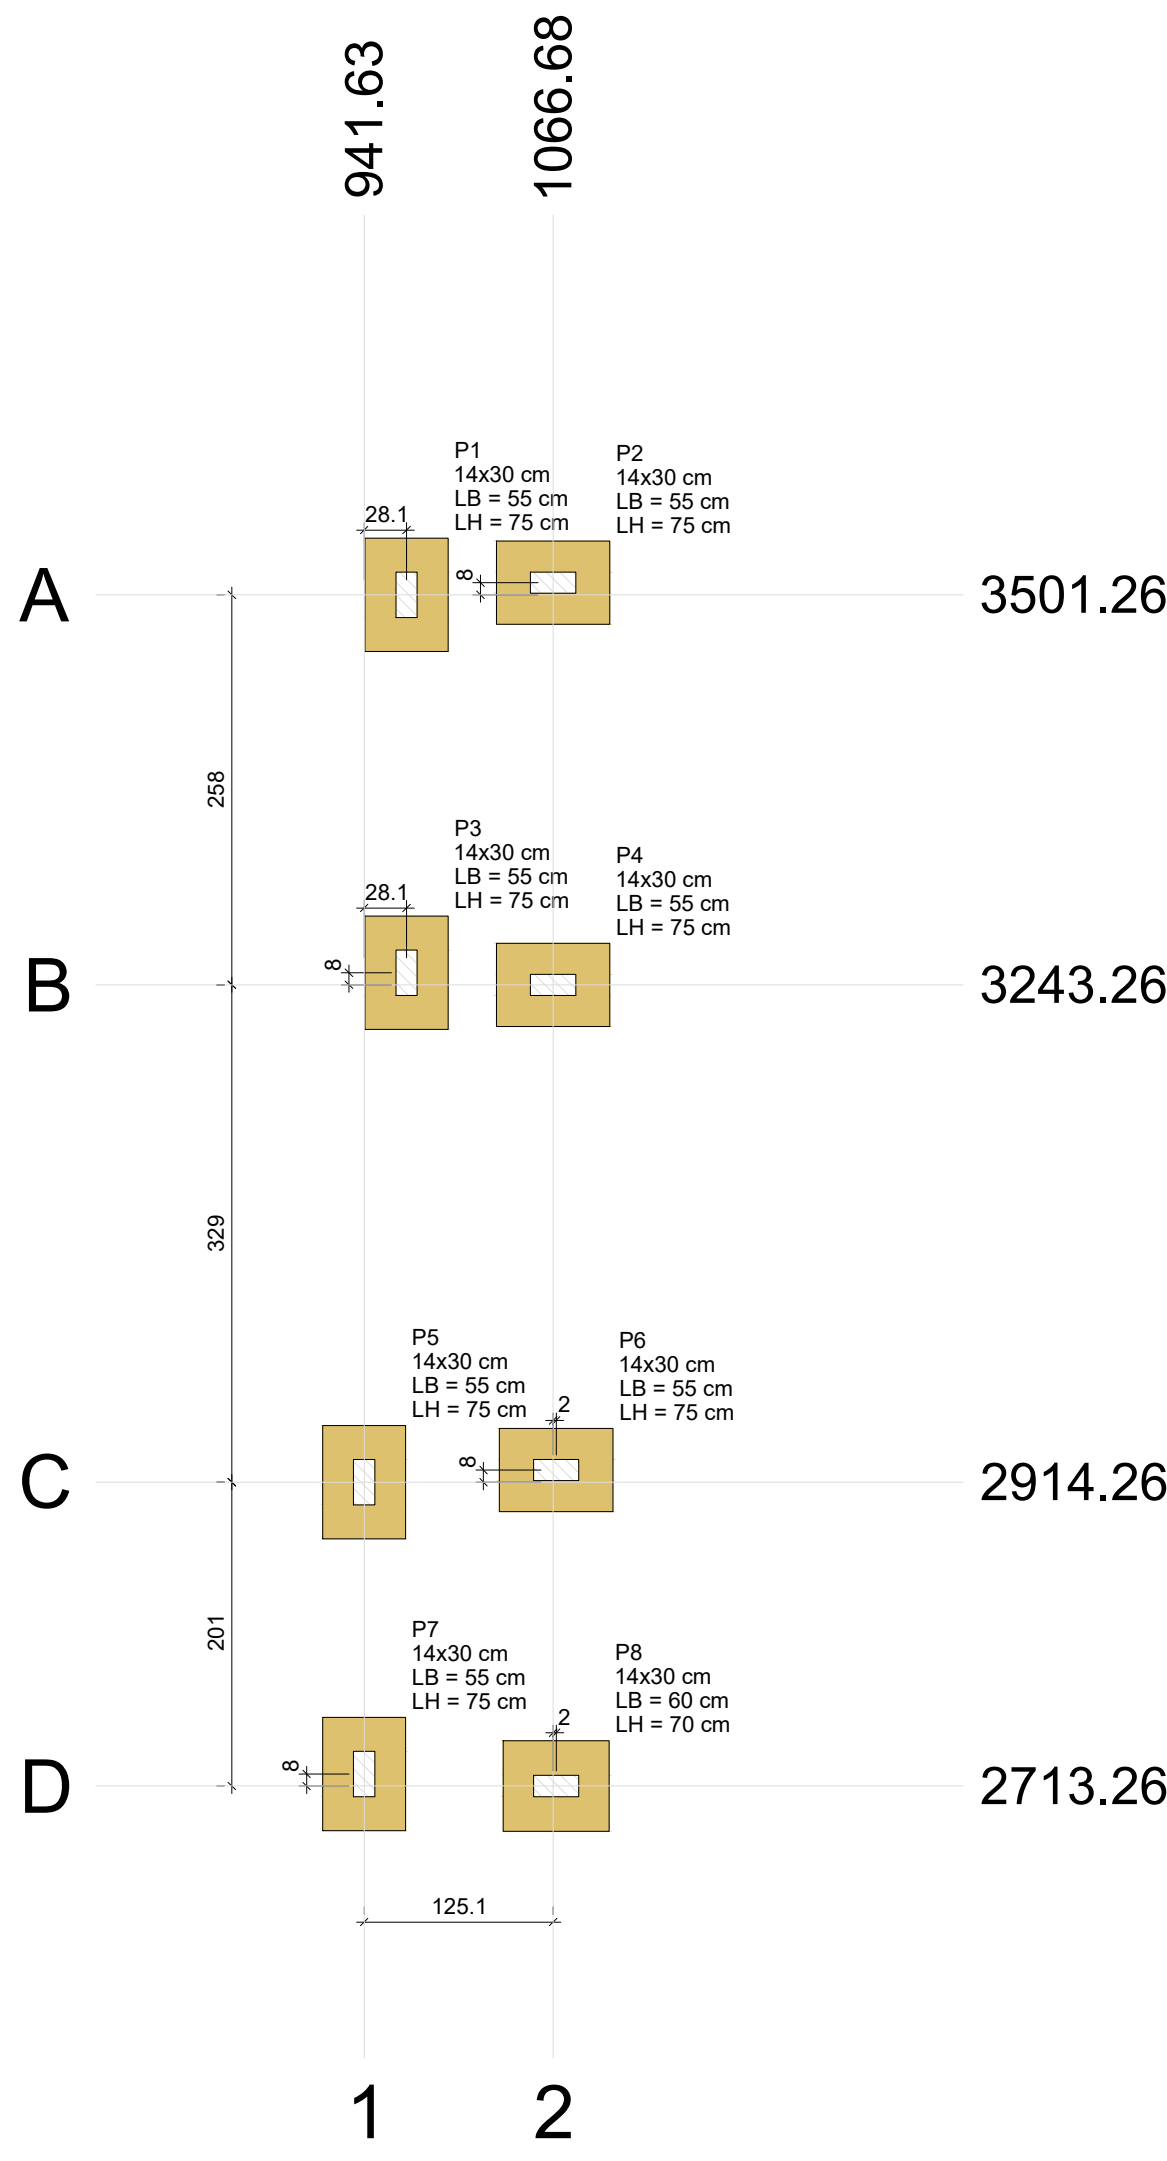 941.63
1066.68
P1
14x30 cm
LB = 55 cm
LH = 75 cm
P2
14x30 cm
LB = 55 cm
LH = 75 cm
28.1
8
A
3501.26
258
P3
14x30 cm
LB = 55 cm
LH = 75 cm
P4
14x30 cm
LB = 55 cm
LH = 75 cm
28.1
8
B
3243.26
329
P5
14x30 cm
LB = 55 cm
LH = 75 cm
P6
14x30 cm
LB = 55 cm
LH = 75 cm
2
8
C
2914.26
201
P7
14x30 cm
LB = 55 cm
LH = 75 cm
P8
14x30 cm
LB = 60 cm
LH = 70 cm
2
8
D
2713.26
125.1
1
2